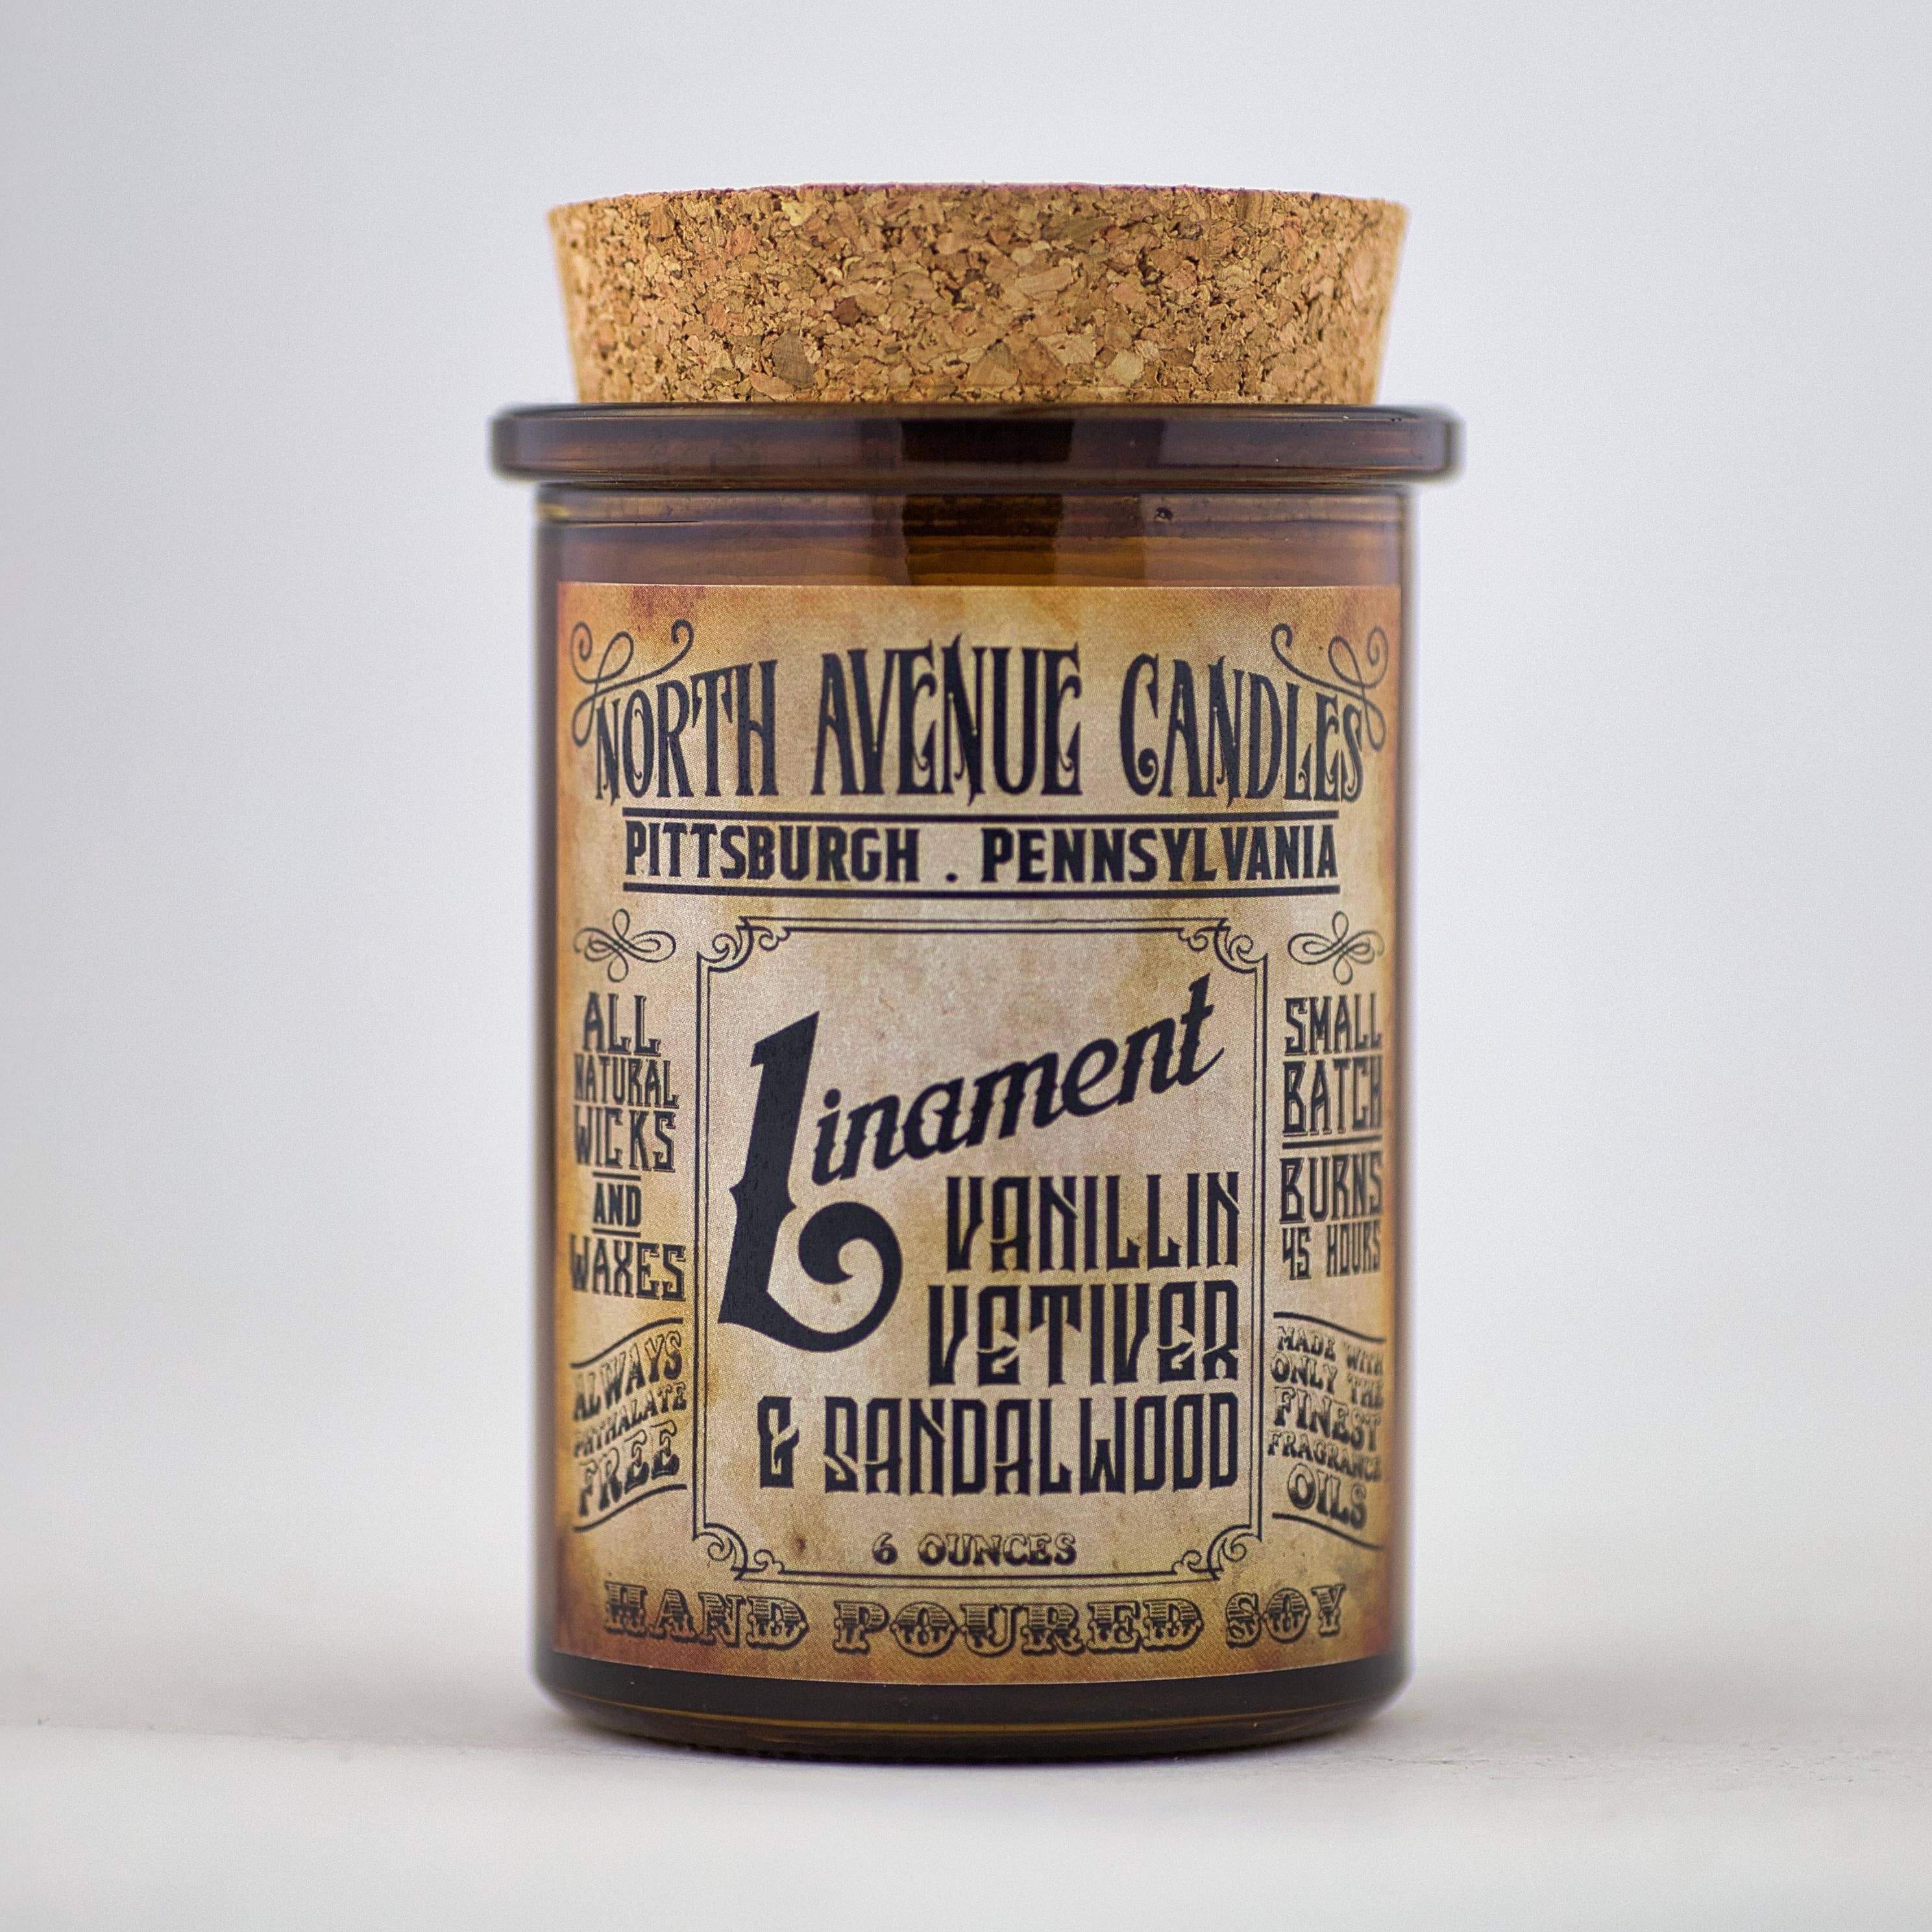 NORTH AVENUE CANDLES
PITTSBURGH . PENNSYLVANIA
ALL
NATURAL
WICKS
AND
WAXES
ALWAYS
PHTHALATE
FREE
Linament
VANILLIN
VETIVER
& SANDALWOOD
6 OUNCES
SMALL
BATCH
BURNS
45 HOURS
MADE WITH
ONLY THE
FINEST
FRAGRANCE
OILS
HAND POURED SOY